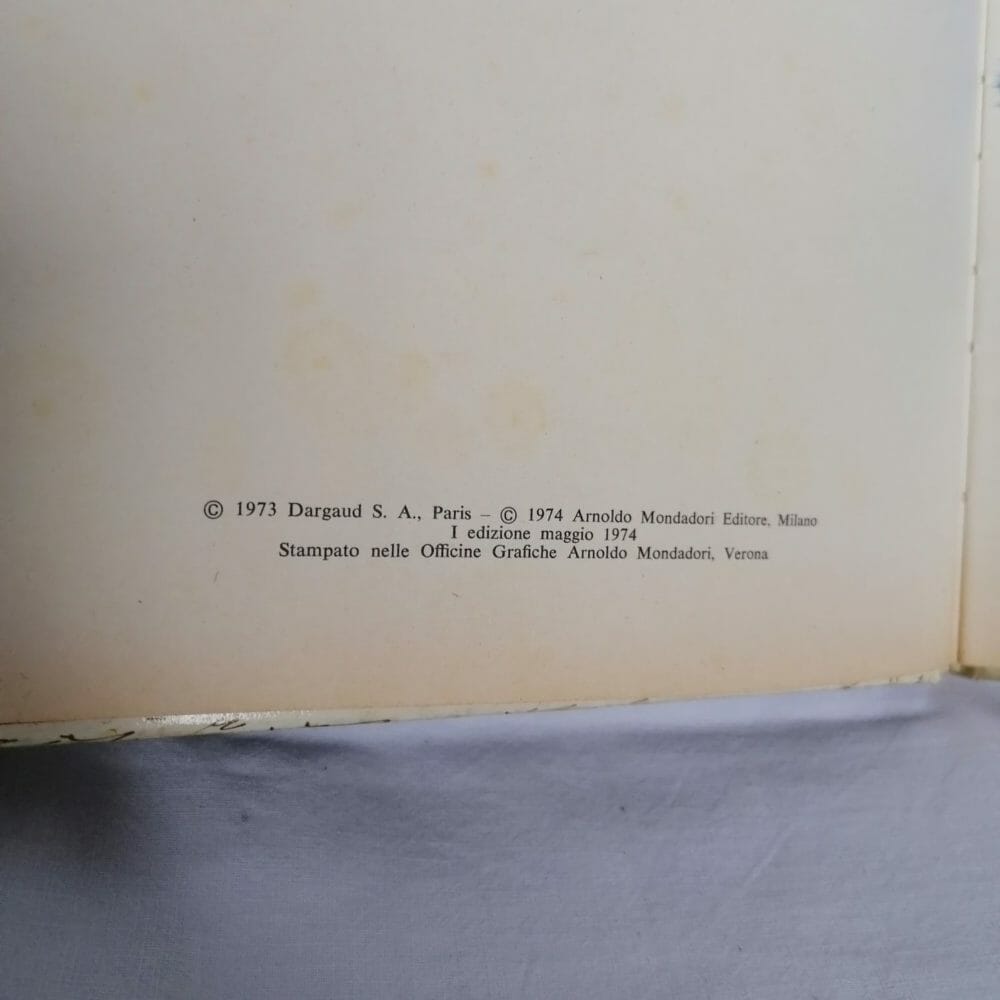 © 1973 Dargaud S. A., Paris – © 1974 Arnoldo Mondadori Editore, Milano
I edizione maggio 1974
Stampato nelle Officine Grafiche Arnoldo Mondadori, Verona